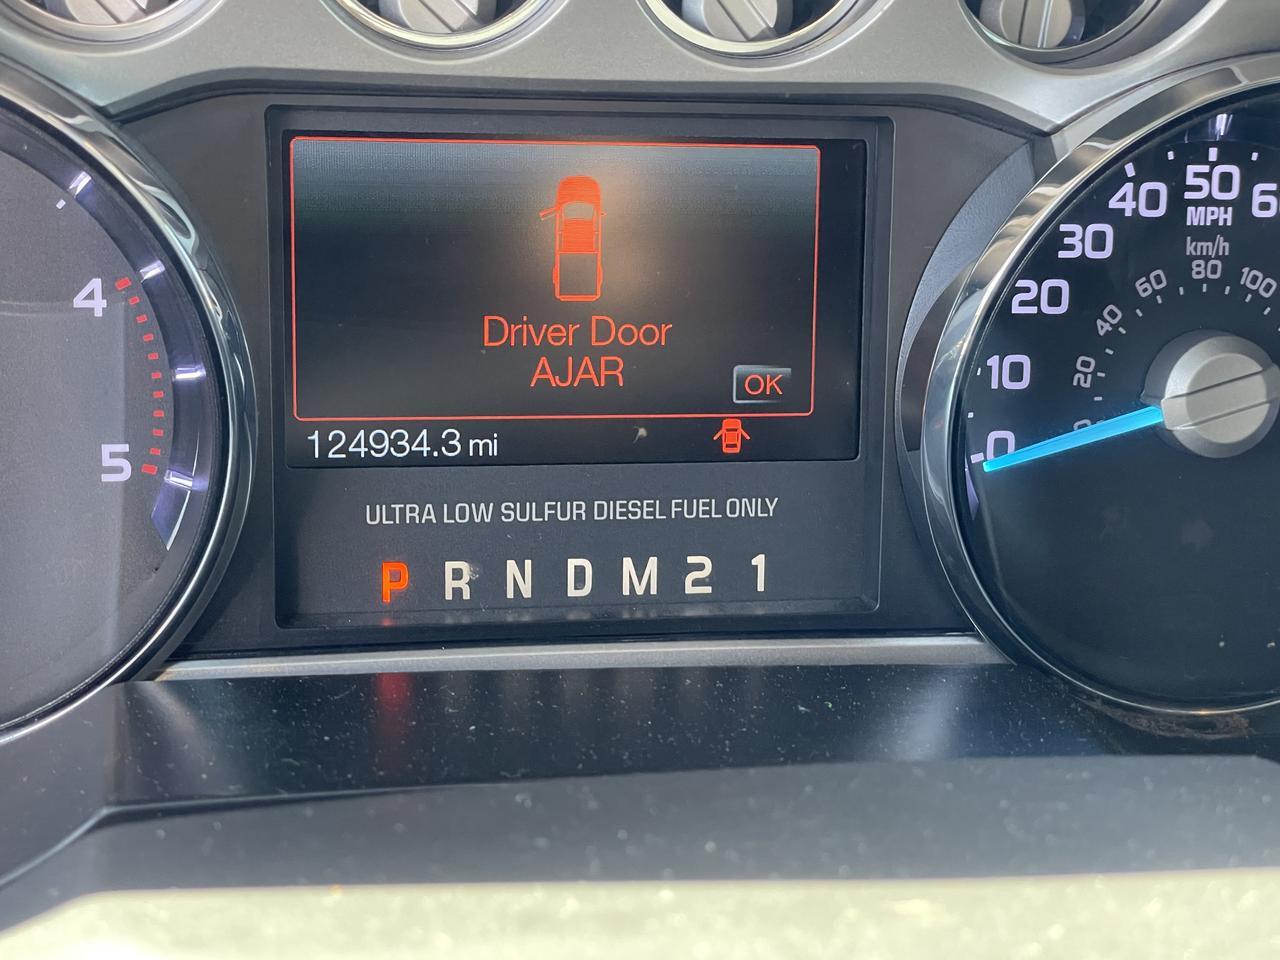 4
5
Driver Door
AJAR
OK
124934.3 mi
ULTRA LOW SULFUR DIESEL FUEL ONLY
P R N D M 2 1
50
40
30
20
10
0
MPH
km/h
20
40
60
80
100